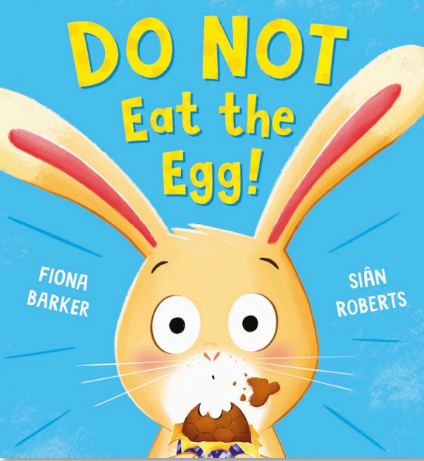 DO NOT
Eat the
Egg!
FIONA
BARKER
SIÂN
ROBERTS